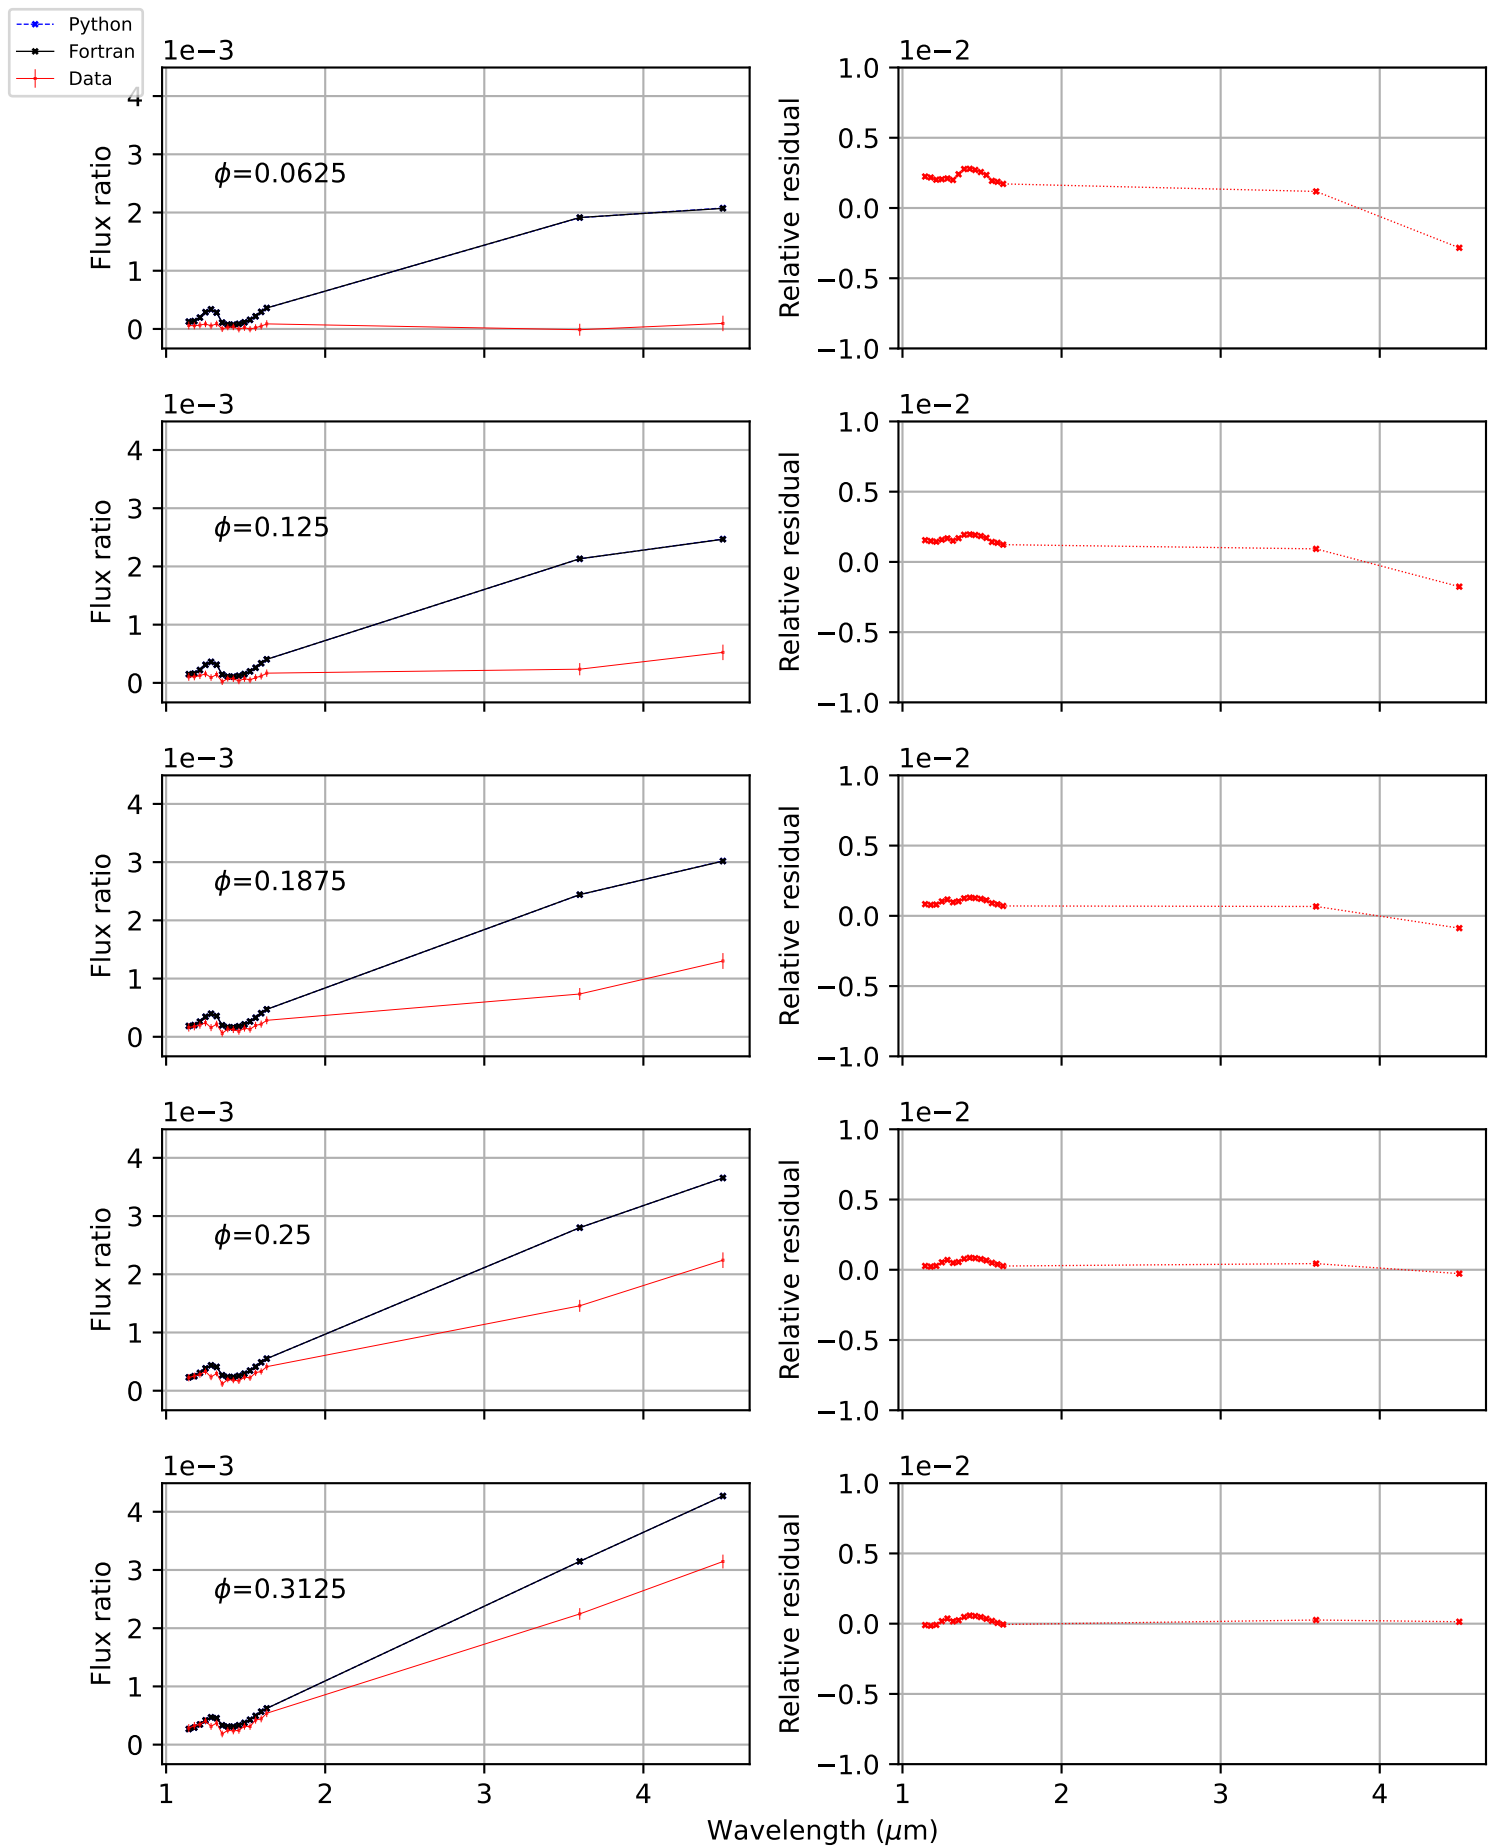 Python
Fortran
Data
1e−3
4
3
2
1
0
Flux ratio
ϕ=0.0625
1e−2
1.0
0.5
0.0
−0.5
−1.0
Relative residual
1e−3
4
3
2
1
0
Flux ratio
ϕ=0.125
1e−2
1.0
0.5
0.0
−0.5
−1.0
Relative residual
1e−3
4
3
2
1
0
Flux ratio
ϕ=0.1875
1e−2
1.0
0.5
0.0
−0.5
−1.0
Relative residual
1e−3
4
3
2
1
0
Flux ratio
ϕ=0.25
1e−2
1.0
0.5
0.0
−0.5
−1.0
Relative residual
1e−3
4
3
2
1
0
Flux ratio
ϕ=0.3125
1 2 3 4
1e−2
1.0
0.5
0.0
−0.5
−1.0
Relative residual
1 2 3 4
Wavelength (μm)